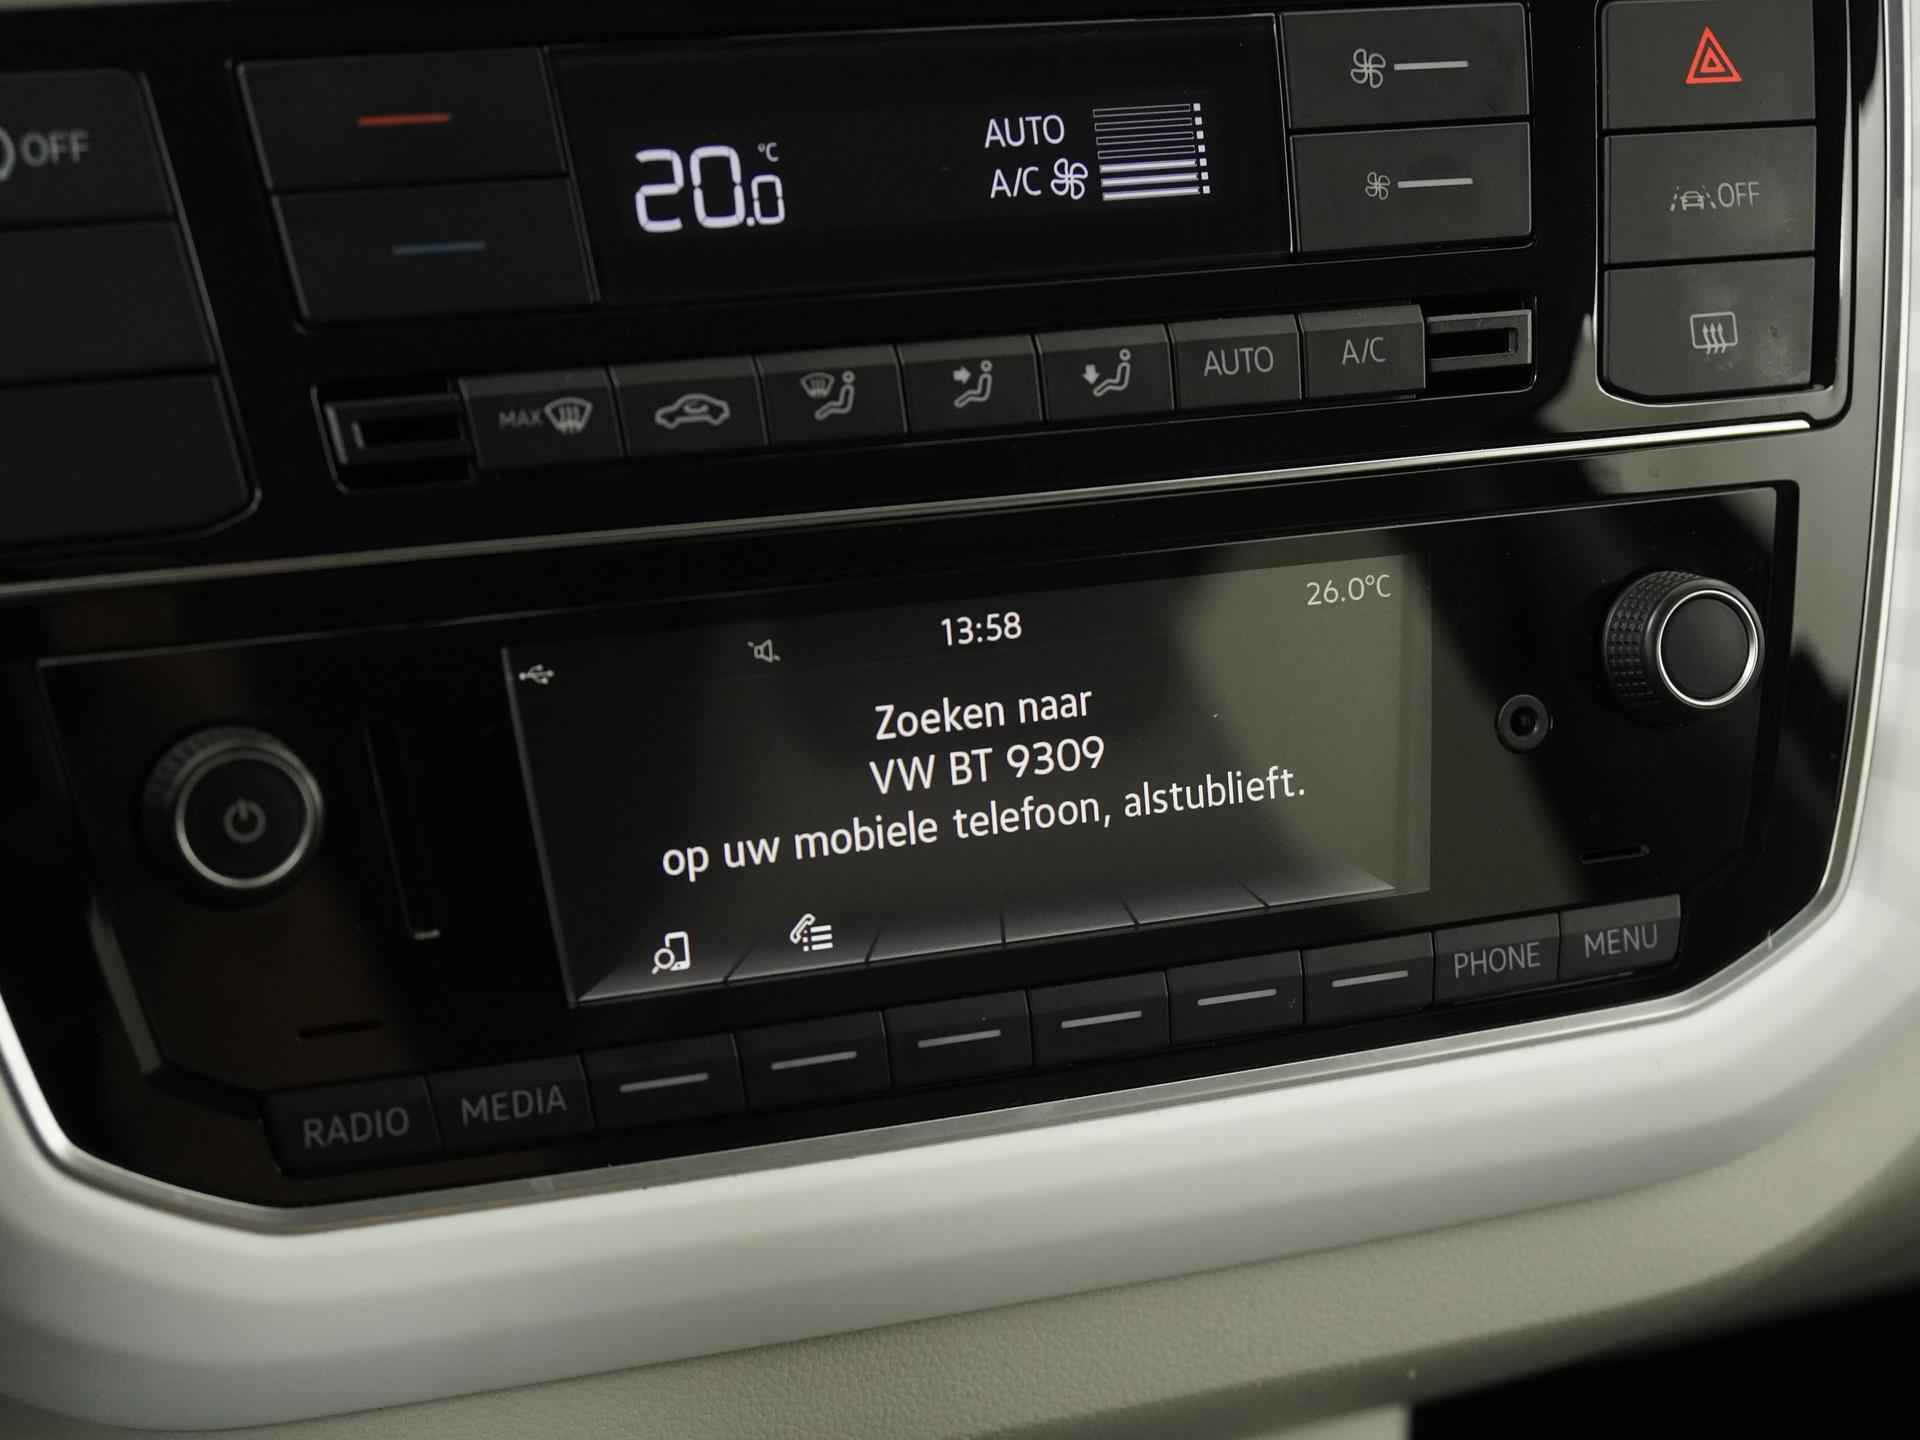 OFF
20.0 °C
AUTO
A/C
OFF
MAX
AUTO
A/C
13:58
26.0°C
Zoeken naar
VW BT 9309
op uw mobiele telefoon, alstublieft.
RADIO
MEDIA
PHONE
MENU